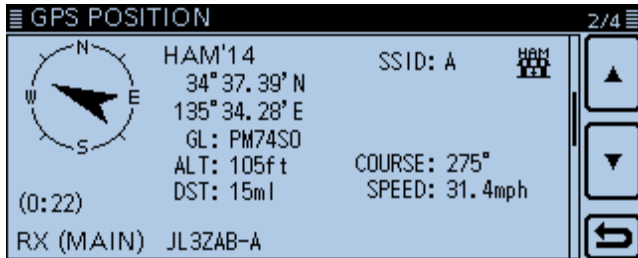 GPS POSITION 2/4
N
W E
S
HAM'14 SSID: A HAM
34°37.39'N
135°34.28'E
GL: PM74SO
ALT: 105ft COURSE: 275°
DST: 15ml SPEED: 31.4mph
(0:22)
RX (MAIN) JL3ZAB-A